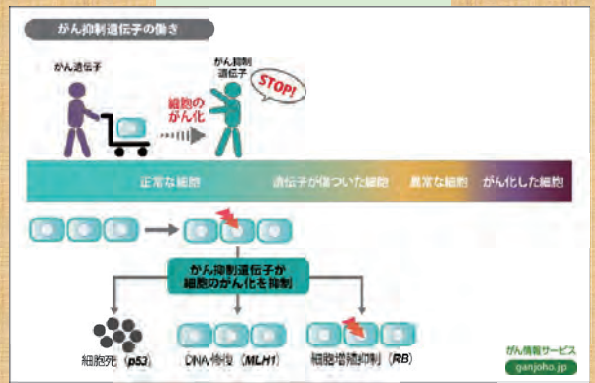 がん抑制遺伝子の働き
がん遺伝子
がん抑制
遺伝子
STOP!
細胞の
がん化
正常な細胞
遺伝子が傷ついた細胞
異常な細胞
がん化した細胞
がん抑制遺伝子が
細胞のがん化を抑制
細胞死（p53）
DNA修復（MLH1）
細胞増殖抑制（RB）
がん情報サービス
ganjoho.jp